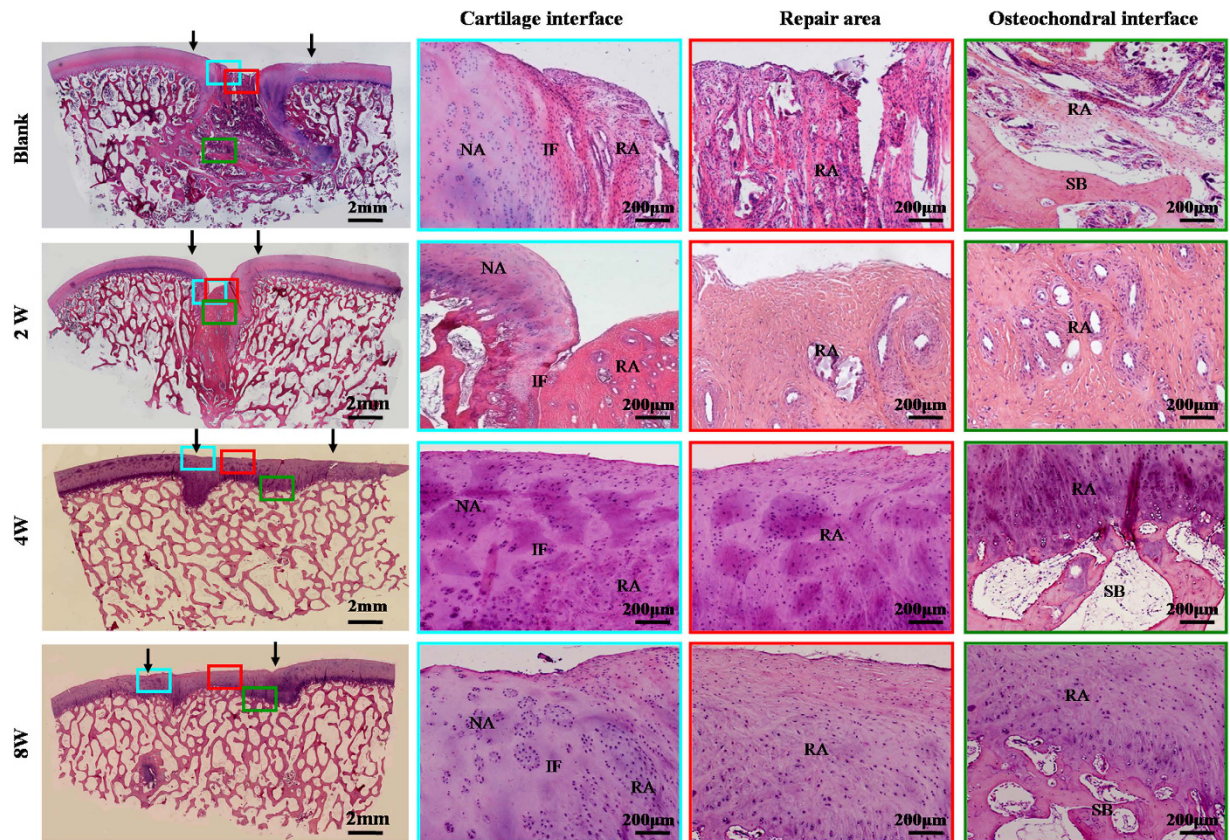 Cartilage interface Repair area Osteochondral interface
Blank
2mm
NA IF RA
200μm
RA
200μm
RA
SB
200μm
2 W
2mm
NA
IF RA
200μm
RA
200μm
RA
200μm
4W
2mm
NA
IF
RA
200μm
RA
200μm
RA
SB
200μm
8W
2mm
NA
IF
RA
200μm
RA
200μm
RA
SB
200μm